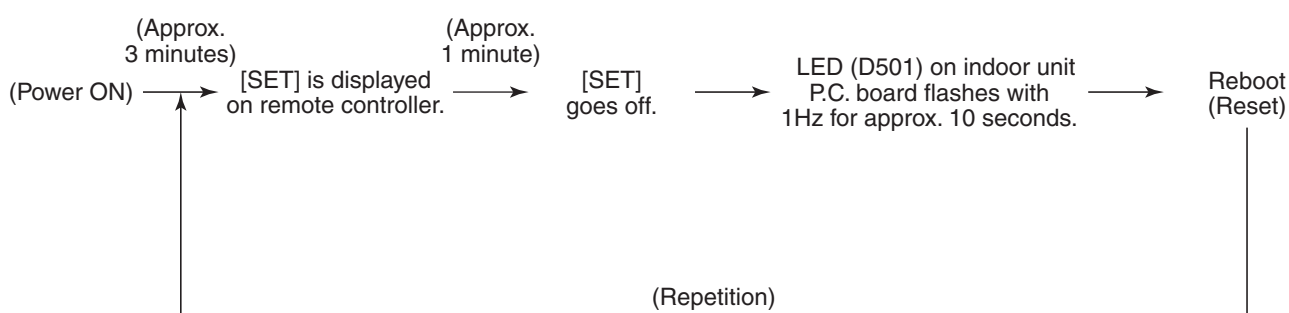 (Approx.
3 minutes)
(Approx.
1 minute)
(Power ON)
[SET] is displayed
on remote controller.
[SET]
goes off.
LED (D501) on indoor unit
P.C. board flashes with
1Hz for approx. 10 seconds.
Reboot
(Reset)
(Repetition)